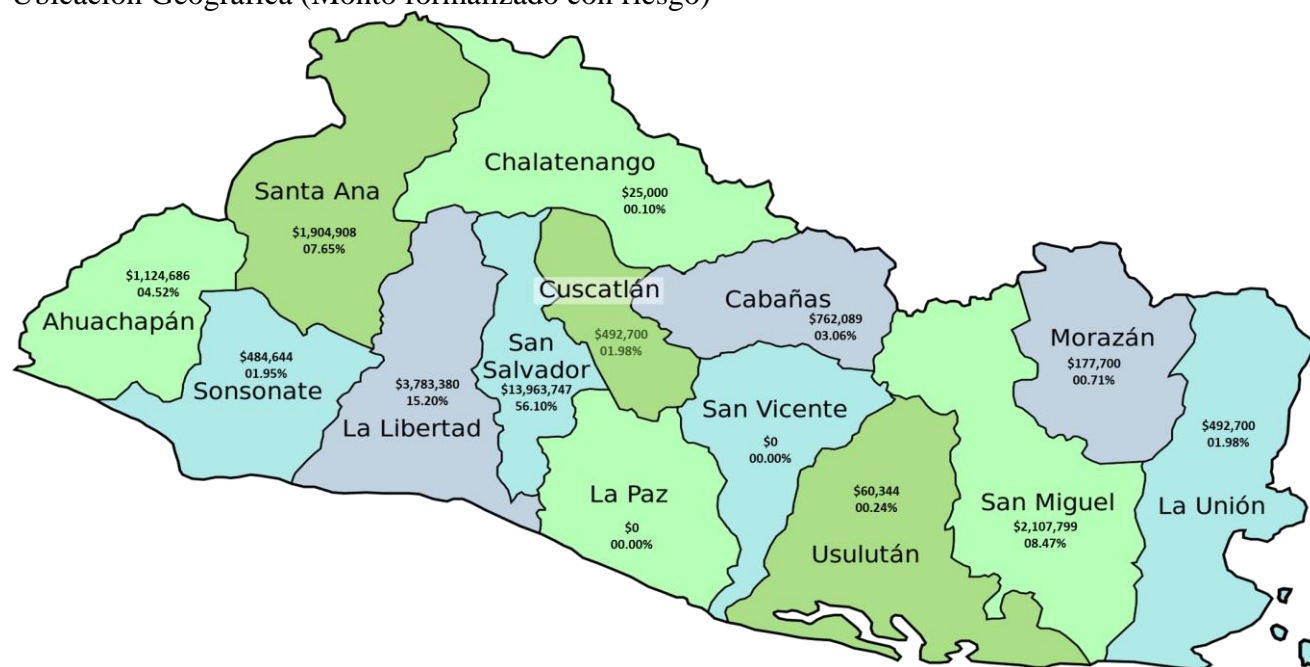 Ubicación Geográfica (Monto formalizado con riesgo)
Chalatenango
$25,000
00.10%
Santa Ana
$1,904,908
07.65%
$1,124,686
04.52%
Ahuachapán
$484,644
01.95%
Sonsonate
$3,783,380
15.20%
La Libertad
San
Salvador
$13,963,747
56.10%
Cuscatlán
$492,700
01.98%
Cabañas
$762,089
03.06%
San Vicente
$0
00.00%
La Paz
$0
00.00%
$60,344
00.24%
Usulután
San Miguel
$2,107,799
08.47%
Morazán
$177,700
00.71%
$492,700
01.98%
La Unión